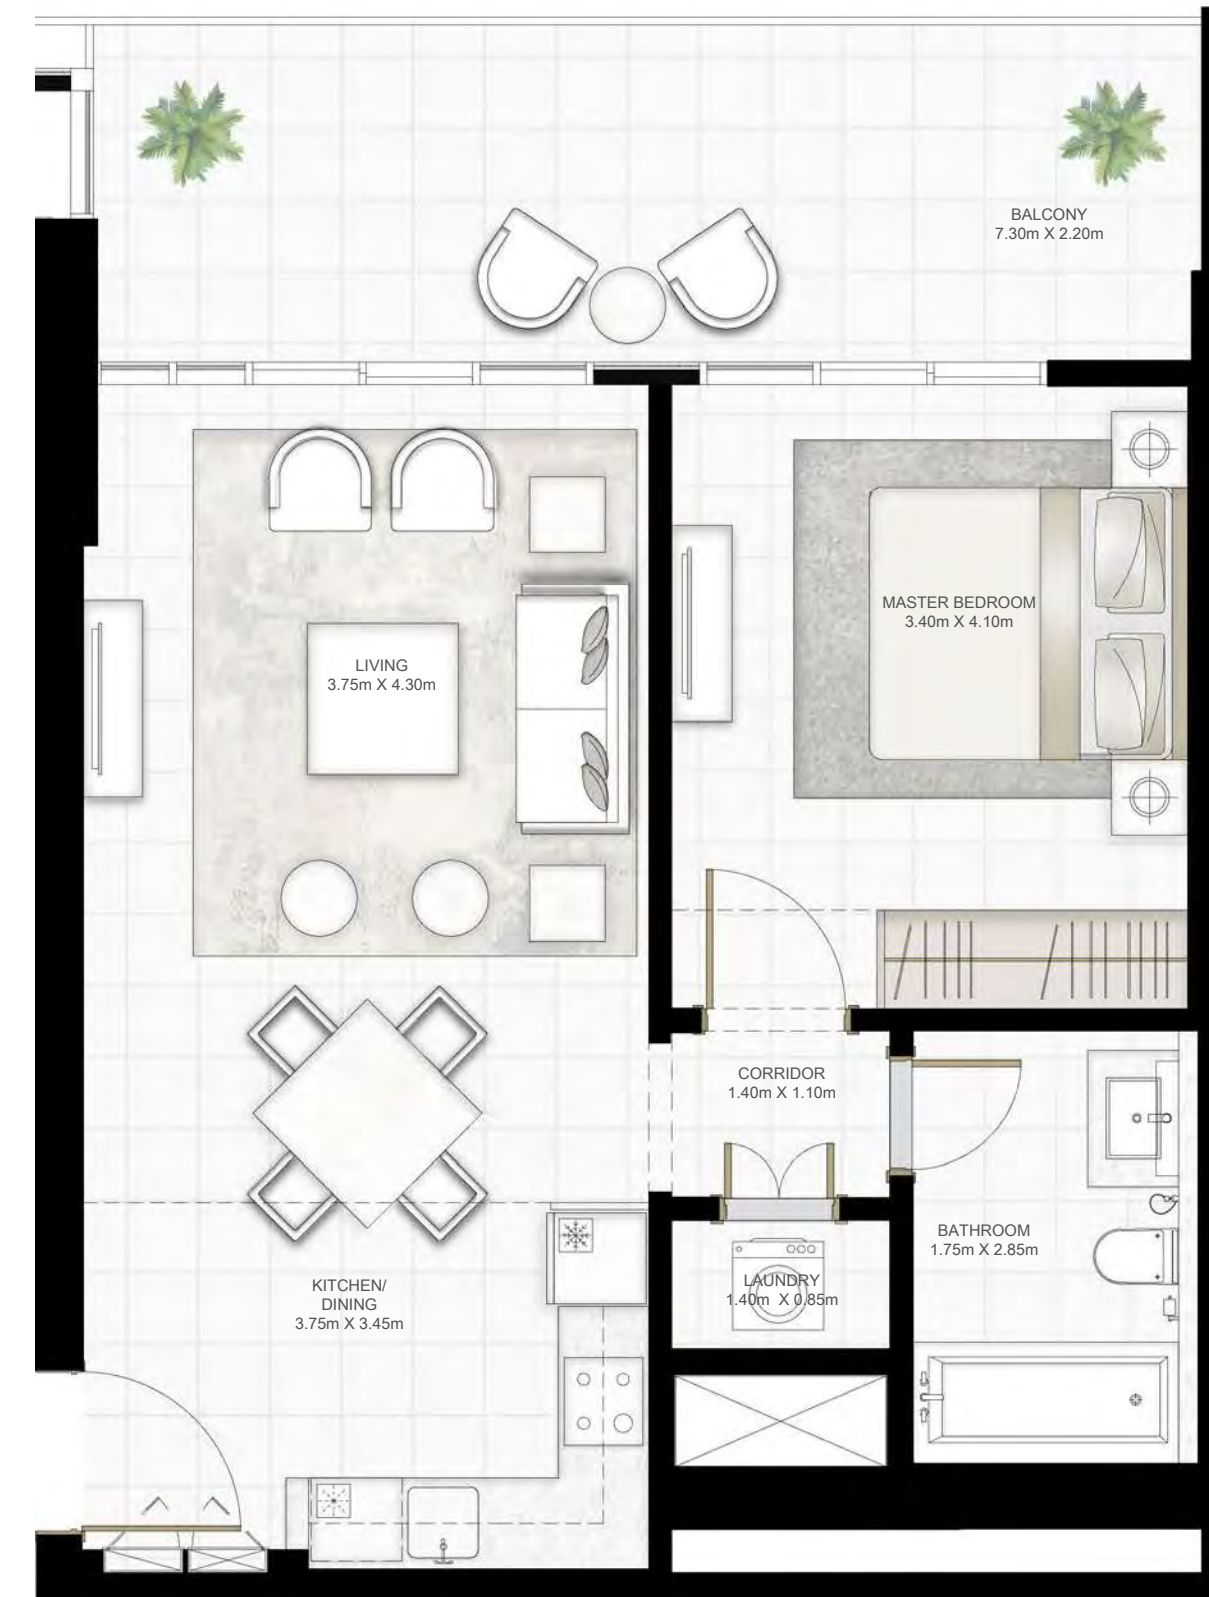 BALCONY
7.30m X 2.20m
MASTER BEDROOM
3.40m X 4.10m
LIVING
3.75m X 4.30m
CORRIDOR
1.40m X 1.10m
BATHROOM
1.75m X 2.85m
LAUNDRY
1.40m X 0.85m
KITCHEN/
DINING
3.75m X 3.45m